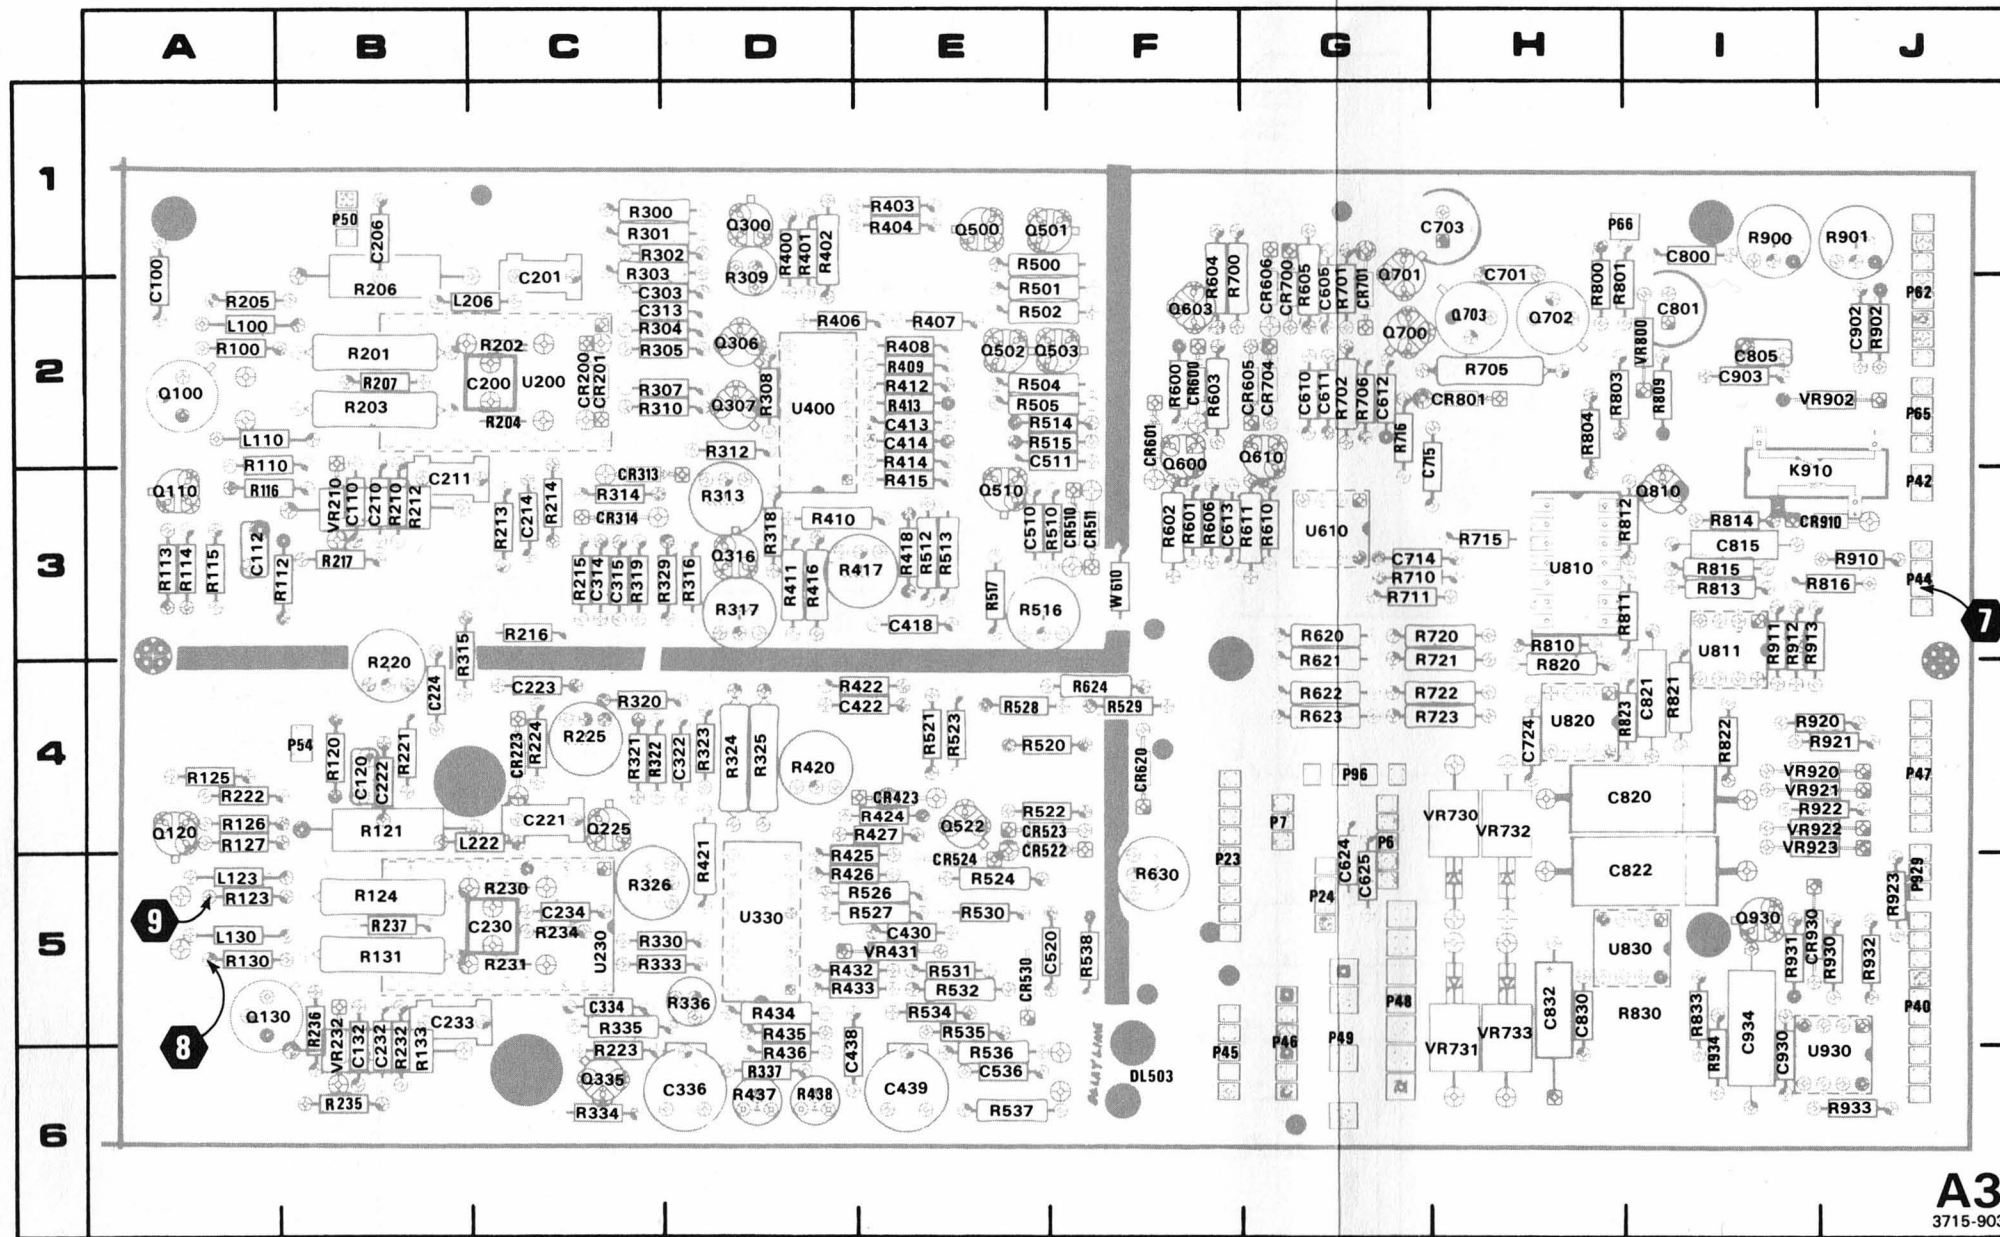 A B C D E F G H I J
1
P50 C206 R300 R301 R302 Q300 R400 R401 R402 R403 R404 Q500 Q501 C703 P66 R900 R901
C100 R206 C201 R303 R309 R500 R604 R700 CR606 CR700 R605 C605 R701 CR701 Q701 C701 R800 R801 C800
R205 L206 C303 R501 C801 P62
L100 C313 R406 R407 R502 Q603 Q703 Q702
R100 R201 R202 R304 R305 Q306 R408 Q502 Q503 Q700 VR800 C805 C902 R902
2
Q100 R207 C200 U200 CR200 CR201 R307 Q307 R308 U400 R409 R412 R504 R600 CR600 R603 CR605 CR704 C610 C611 R702 R706 C612 R705 R803 R809 C903
R203 R310 R413 R505 CR801 VR902 P65
R204 C413 R514
L110 R312 C414 R515 CR601 R716 R804
R110 CR313 R414 C511 Q600 Q610 C715 K910
Q110 R116 VR210 C110 C210 R210 R212 C211 R213 C214 R214 R314 R313 R415 Q510 Q810 P42
CR314 R318 R410 C510 R510 CR510 CR511 R602 R601 R606 C613 R611 R610 U610 R812 R814 CR910
3
R113 R114 R115 C112 R112 R217 R215 C314 C315 R319 R329 R316 Q316 R411 R416 R417 R418 R512 R513 R517 W610 C714 R715 U810 C815 R910
R710 R815 R816 P44 7
R317 R516 R711 R813
R216 C418 R811
R315 R620 R720 R810 U811 R911 R912 R913
R220 C224 R621 R721 R820
C223 R422 R624 R622 R722 C821 R821
R320 C422 R528 R529 R623 R723 U820 R823 R822 R920
4
P54 R120 C120 C222 R221 CR223 R224 R225 R321 R322 C322 R323 R324 R325 R420 R521 R523 R520 CR620 C724 R921
R125 P96 VR920 P47
R222 CR423 C820 VR921
Q120 R126 R121 C221 Q225 R424 Q522 R522 P7 P6 VR730 VR732 R922
R127 L222 R427 CR523 VR922
R421 R425 CR524 CR522 C624 C625 VR923
L123 R124 R230 R326 R426 R524 R630 P23 C822 P929
9 R123 R526 P24 R923
R237 C230 C234 U330 R527 R530 Q930 CR930
5
L130 R131 R234 U230 R330 C430 C520 R538 U830 R931 R930 R932
R130 R231 R333 VR431
R432 R531 CR530
R433 R532
8 Q130 R236 VR232 C132 C232 R232 R133 C233 C334 R336 R434 R534 P48 C832 C830 R830 R833 C934 P40
R335 R435 C438 R535 P45 P46 P49 VR731 VR733
R223 R436 R536 R934 C930 U930
Q335 C336 R337 C439 C536 DELAY LINE DL503
R235 R334 R437 R438 R537 R933
6
A3
3715-903